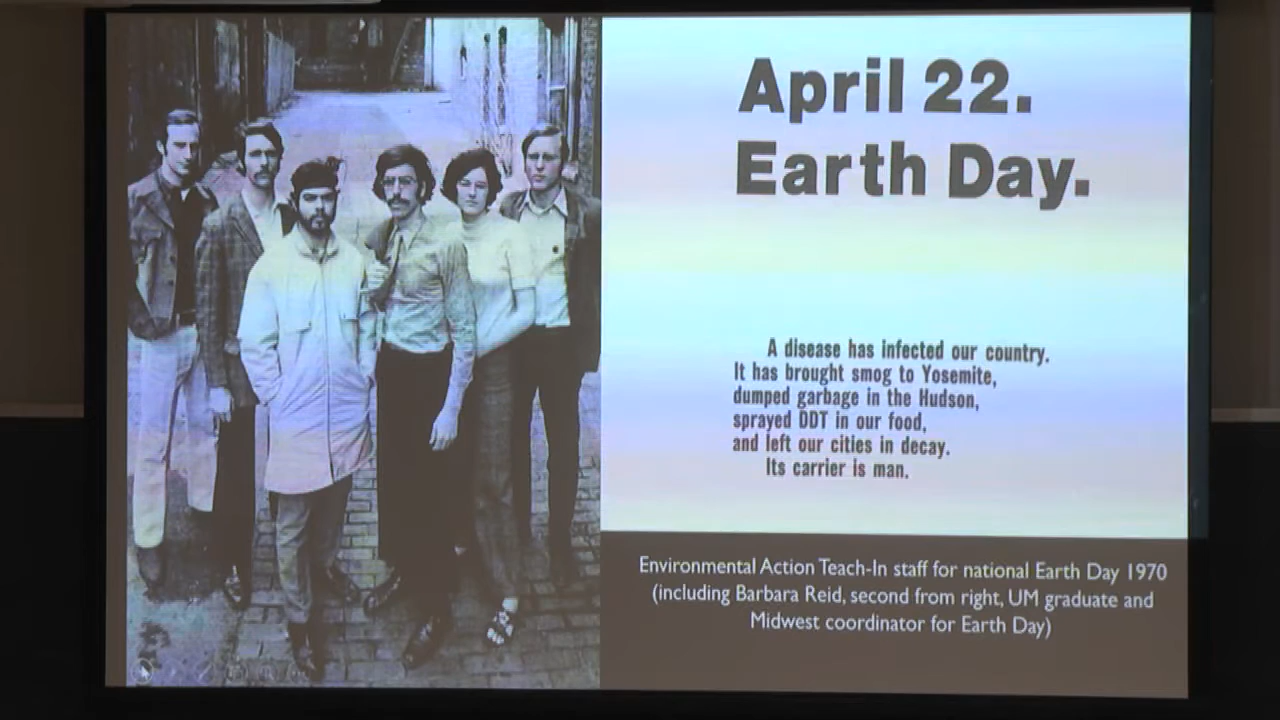 April 22.
Earth Day.
A disease has infected our country.
It has brought smog to Yosemite,
dumped garbage in the Hudson,
sprayed DDT in our food,
and left our cities in decay.
Its carrier is man.
Environmental Action Teach-In staff for national Earth Day 1970
(including Barbara Reid, second from right, UM graduate and
Midwest coordinator for Earth Day)